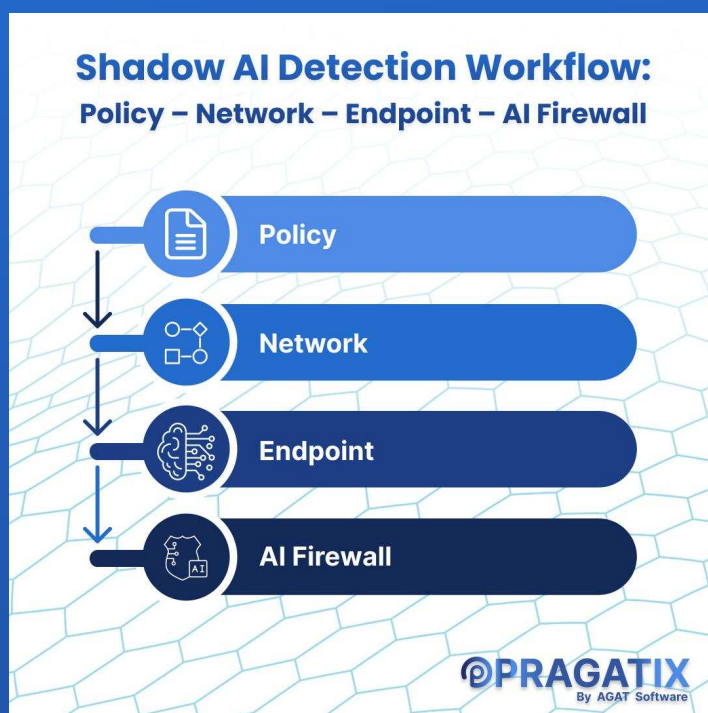 Shadow AI Detection Workflow:
Policy – Network – Endpoint – AI Firewall
Policy
Network
Endpoint
AI
AI Firewall
PRAGATIX
By AGAT Software